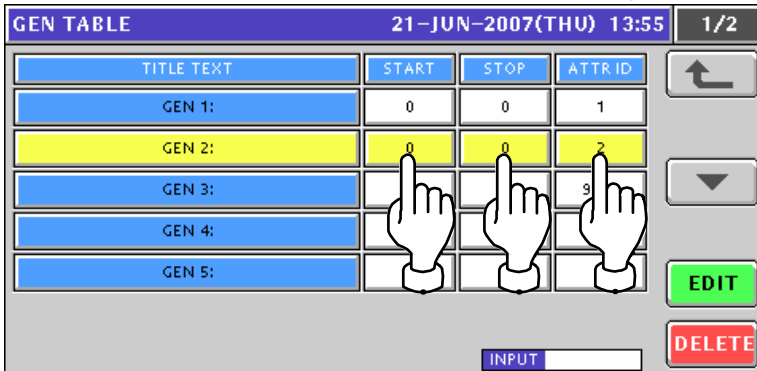 GEN TABLE 21-JUN-2007(THU) 13:55 1/2
TITLE TEXT START STOP ATTR ID
GEN 1: 0 0 1
GEN 2: 0 0 2
GEN 3: 9
GEN 4:
GEN 5:
EDIT
DELETE
INPUT